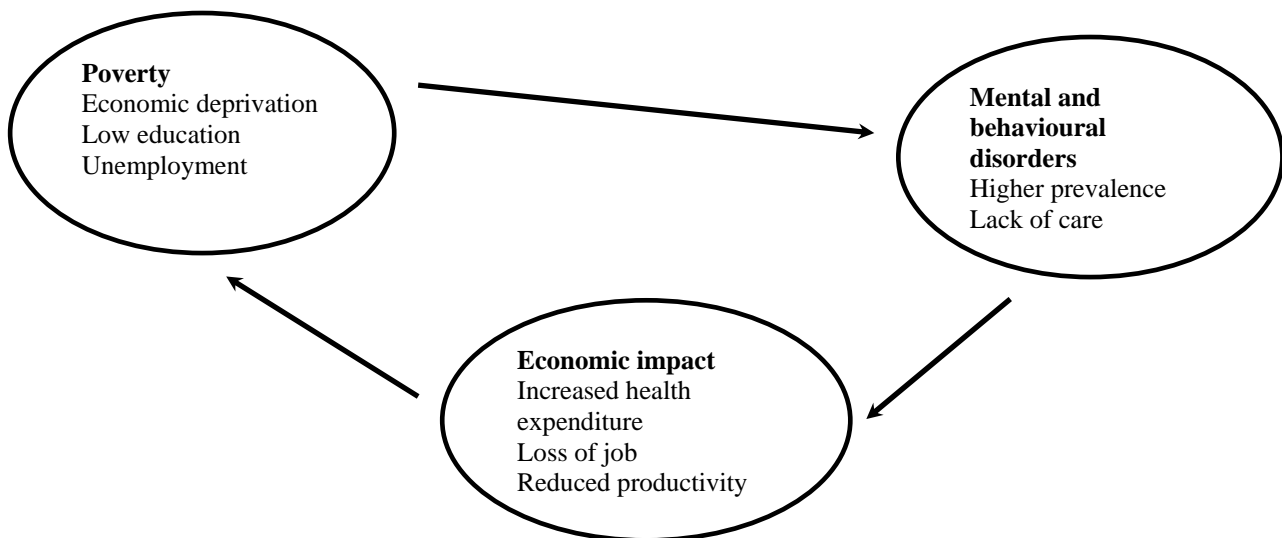 Poverty
Economic deprivation
Low education
Unemployment
Mental and
behavioural
disorders
Higher prevalence
Lack of care
Economic impact
Increased health
expenditure
Loss of job
Reduced productivity